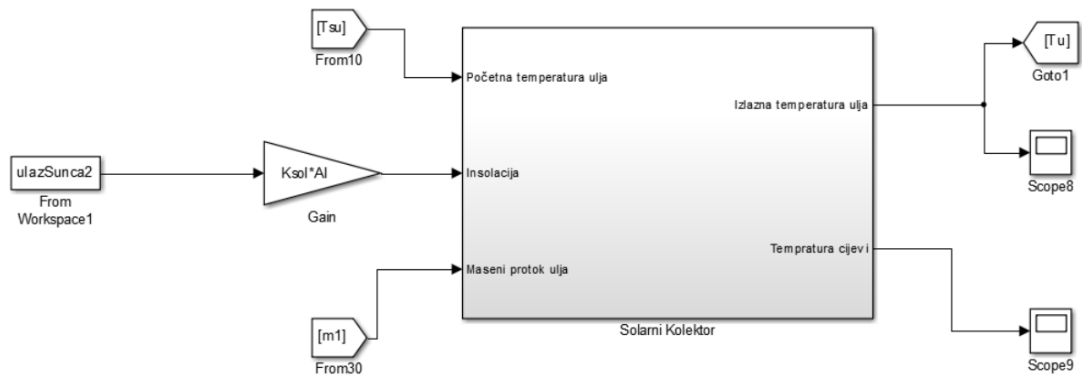 [Tsu]
From10
Početna temperatura ulja
[Tu]
Goto1
Izlazna temperatura ulja
ulazSunca2
From
Workspace1
Ksol*AI
Gain
Insolacija
Scope8
Tempratura cijevi
Maseni protok ulja
Solarni Kolektor
[m1]
From30
Scope9